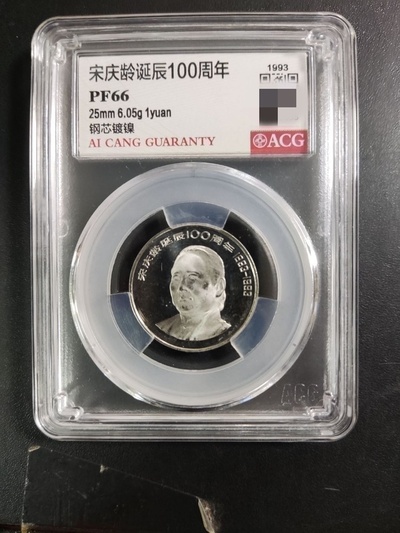 宋庆龄诞辰100周年
1993
PF66
25mm 6.05g 1yuan
钢芯镀镍
AI CANG GUARANTY
ACG
宋庆龄诞辰100周年 1893-1993
ACG